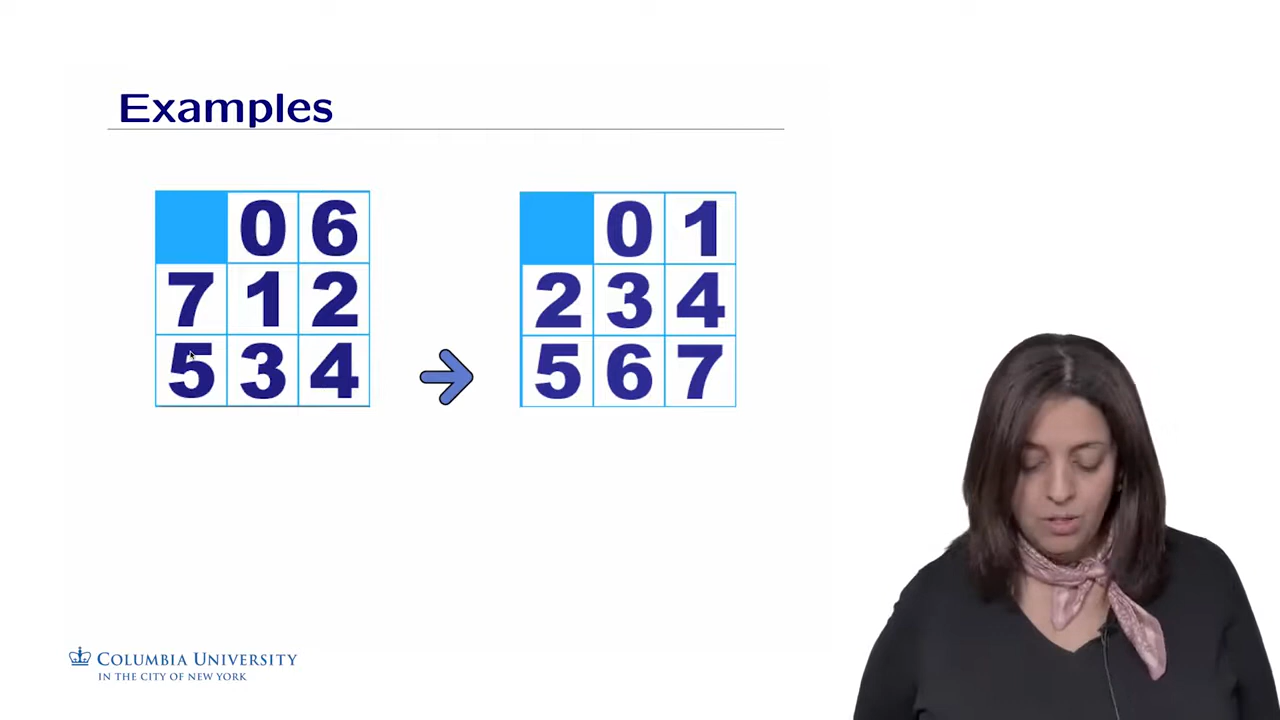 Examples
0 6
7 1 2
5 3 4
0 1
2 3 4
5 6 7
COLUMBIA UNIVERSITY
IN THE CITY OF NEW YORK